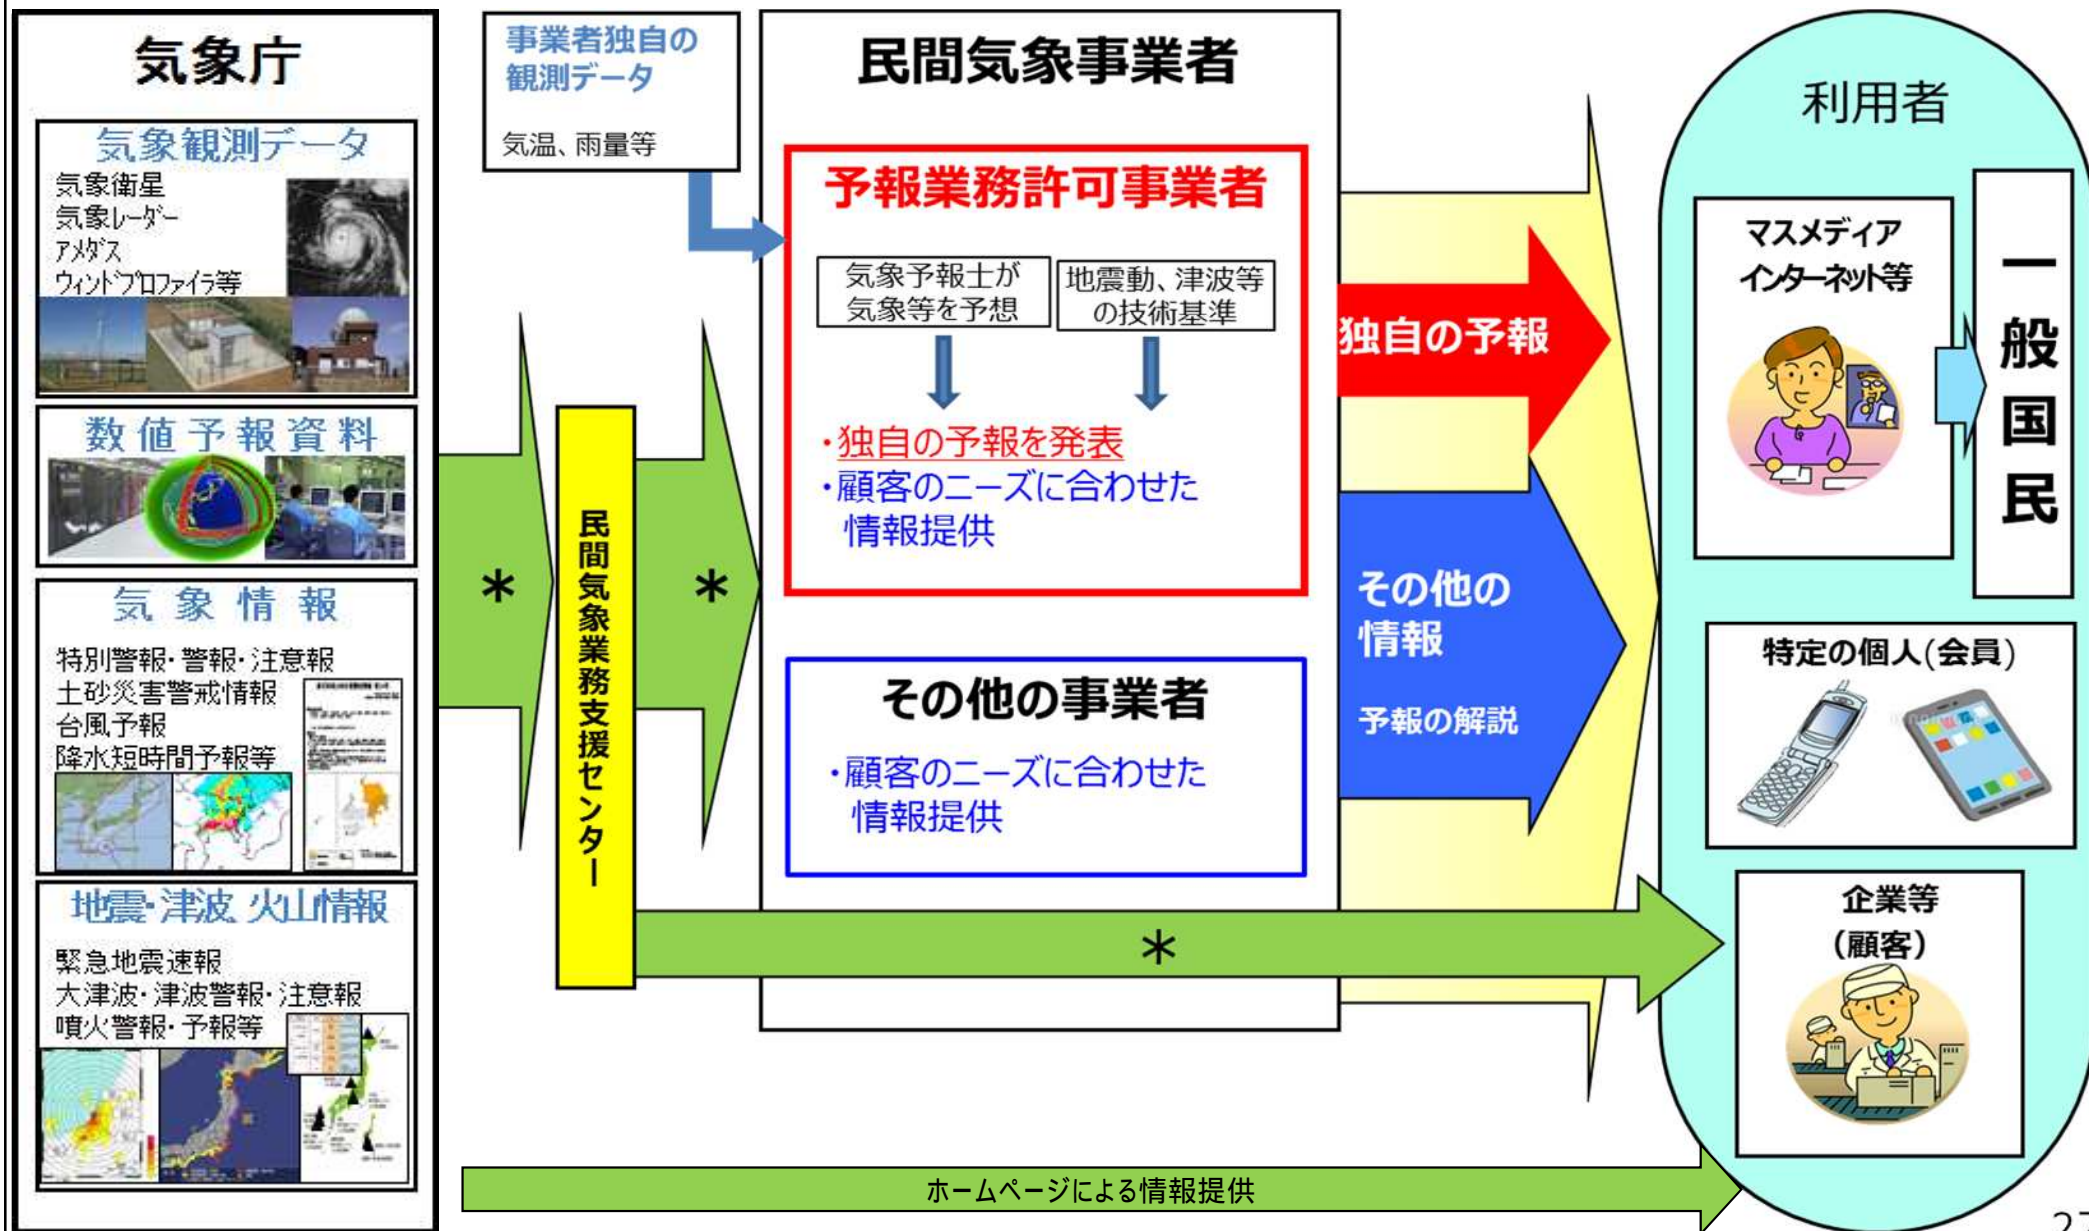 気象庁
気象観測データ
気象衛星
気象レーダー
アメダス
ウィンドプロファイラ等
数値予報資料
気象情報
特別警報・警報・注意報
土砂災害警戒情報
台風予報
降水短時間予報等
地震・津波 火山情報
緊急地震速報
大津波・津波警報・注意報
噴火警報・予報等
*
民間気象業務支援センター
*
事業者独自の
観測データ
気温、雨量等
民間気象事業者
予報業務許可事業者
気象予報士が
気象等を予想
地震動、津波等
の技術基準
・独自の予報を発表
・顧客のニーズに合わせた
情報提供
その他の事業者
・顧客のニーズに合わせた
情報提供
*
独自の予報
その他の
情報
予報の解説
利用者
マスメディア
インターネット等
一般国民
特定の個人(会員)
企業等
(顧客)
ホームページによる情報提供
27